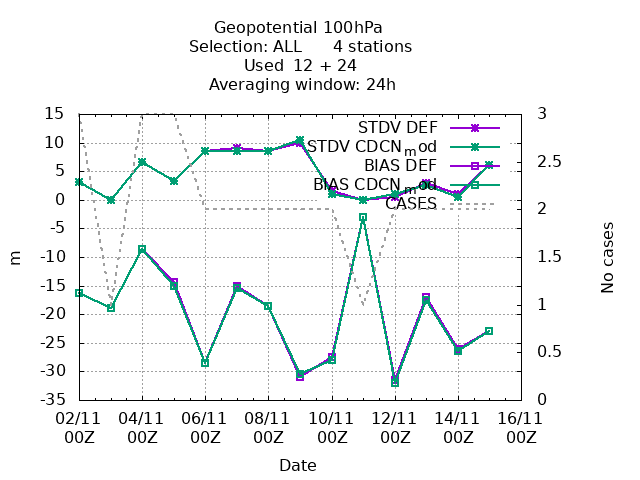 Geopotential 100hPa
Selection: ALL      4 stations
Used  12 + 24
Averaging window: 24h
STDV DEF
STDV CDCNmod
BIAS DEF
BIAS CDCNmod
CASES
15
10
5
0
-5
-10
-15
-20
-25
-30
-35
m
3
2.5
2
1.5
1
0.5
0
No cases
02/11 04/11 06/11 08/11 10/11 12/11 14/11 16/11
00Z 00Z 00Z 00Z 00Z 00Z 00Z 00Z
Date